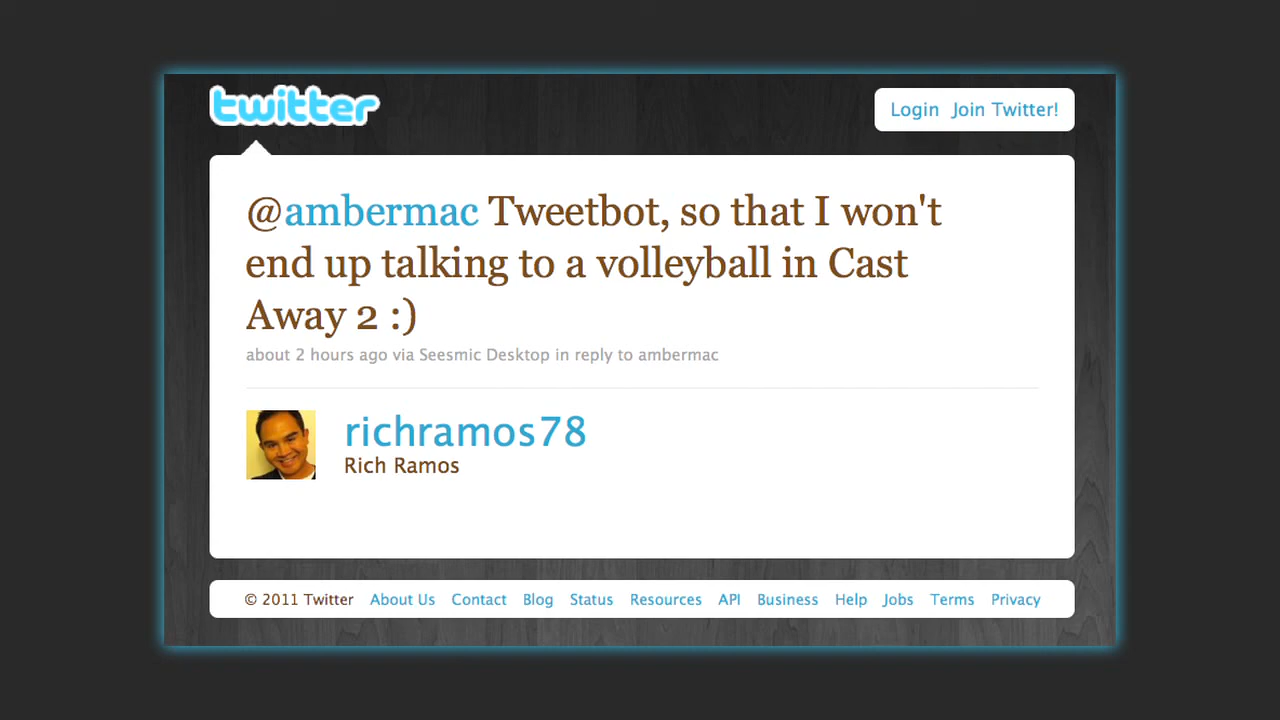 twitter
Login Join Twitter!
@ambermac Tweetbot, so that I won't
end up talking to a volleyball in Cast
Away 2 :)
about 2 hours ago via Seesmic Desktop in reply to ambermac
richramos78
Rich Ramos
© 2011 Twitter About Us Contact Blog Status Resources API Business Help Jobs Terms Privacy